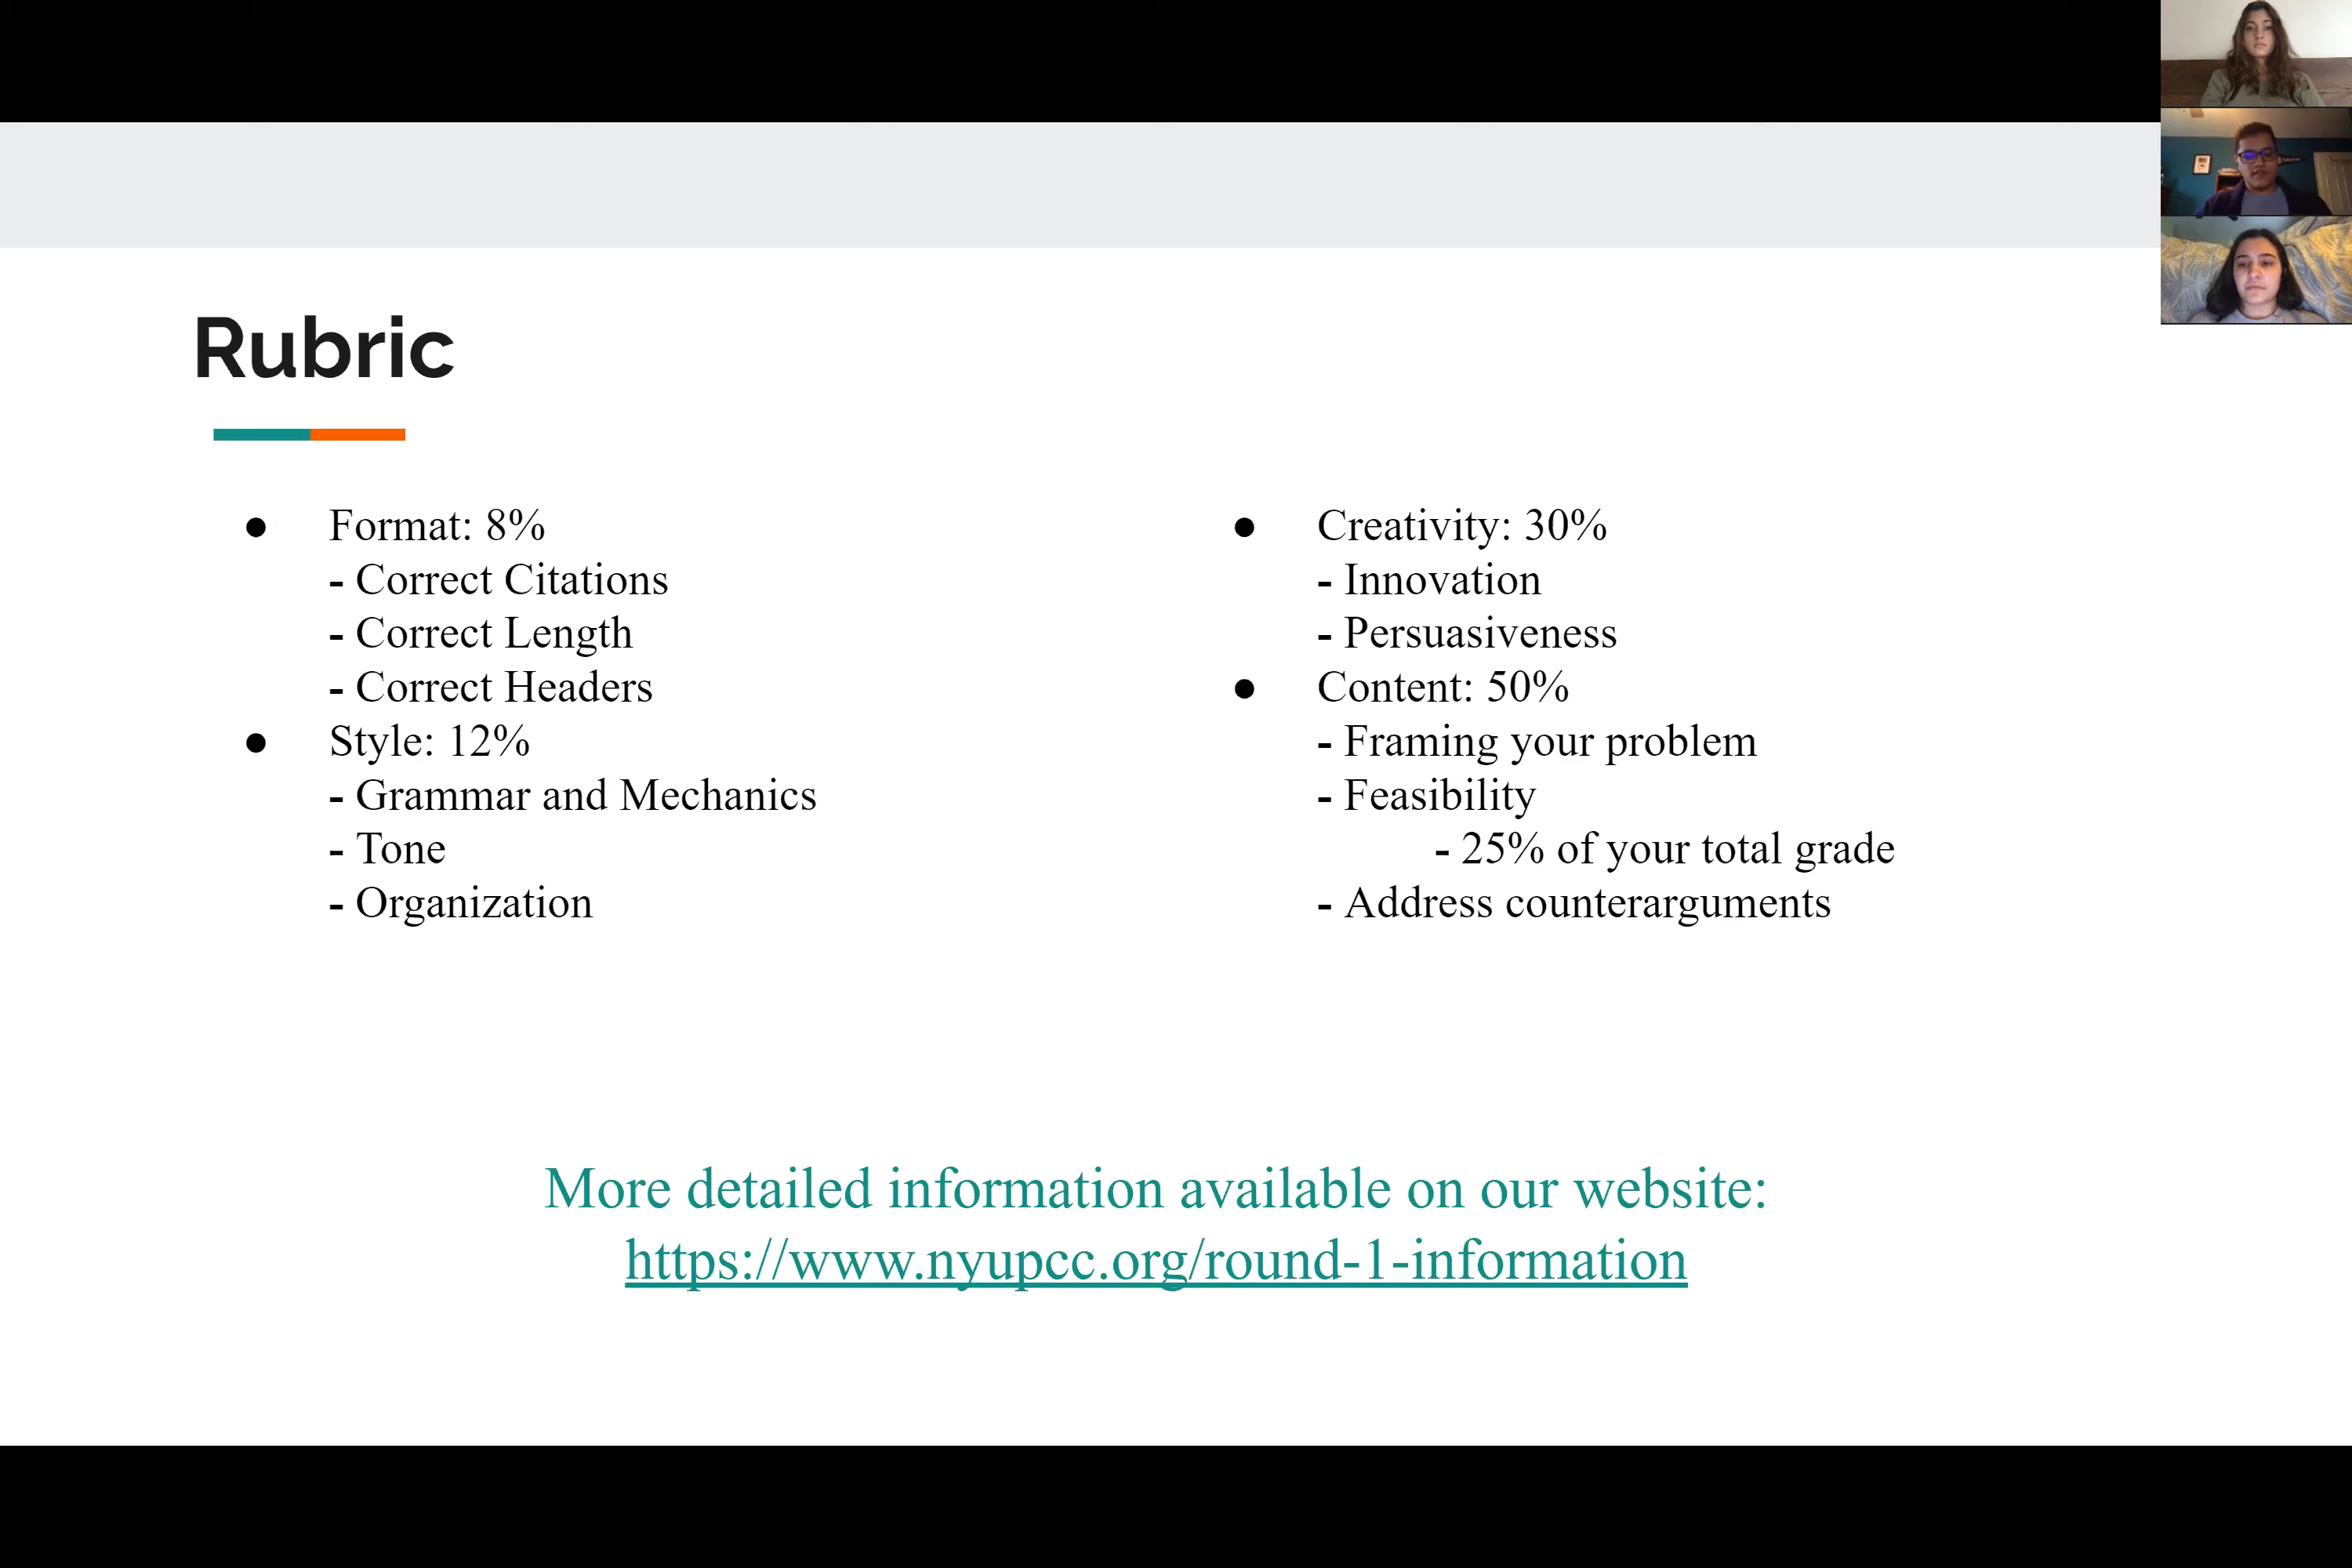 Rubric
● Format: 8%
- Correct Citations
- Correct Length
- Correct Headers
● Style: 12%
- Grammar and Mechanics
- Tone
- Organization
● Creativity: 30%
- Innovation
- Persuasiveness
● Content: 50%
- Framing your problem
- Feasibility
- 25% of your total grade
- Address counterarguments
More detailed information available on our website:
https://www.nyupcc.org/round-1-information